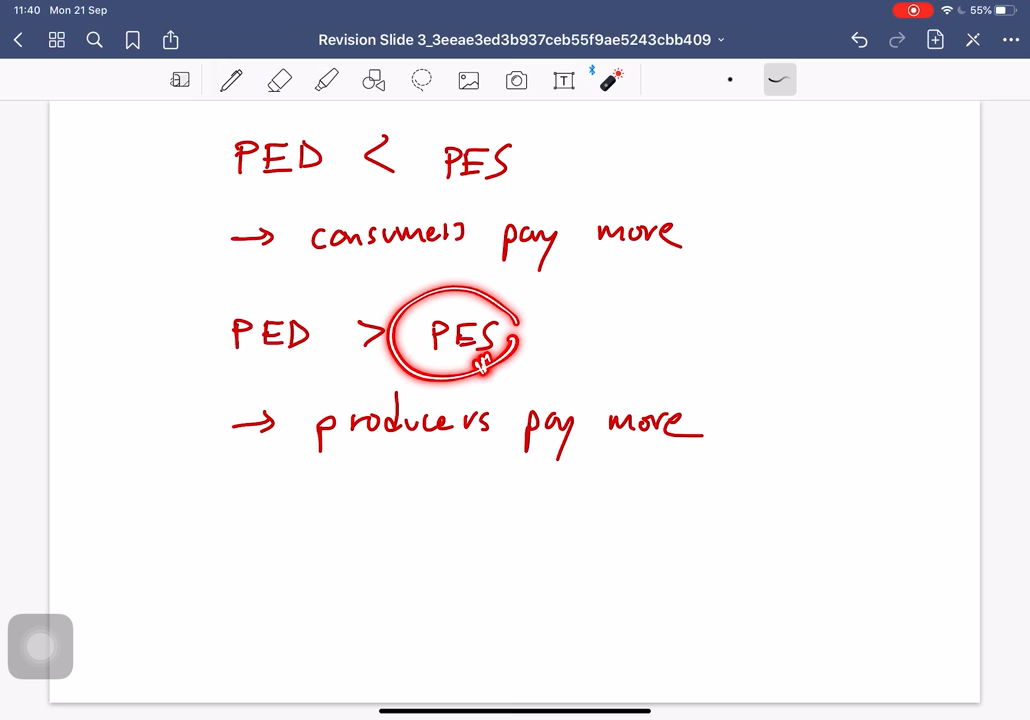 11:40 Mon 21 Sep 55%
Revision Slide 3_3eeae3ed3b937ceb55f9ae5243cbb409
T
PED < PES
→ consumers pay more
PED > PES
→ producers pay more